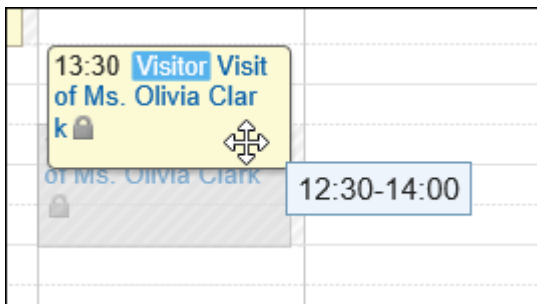 13:30 Visitor Visit
of Ms. Olivia Clar
k
of Ms. Olivia Clark
12:30-14:00